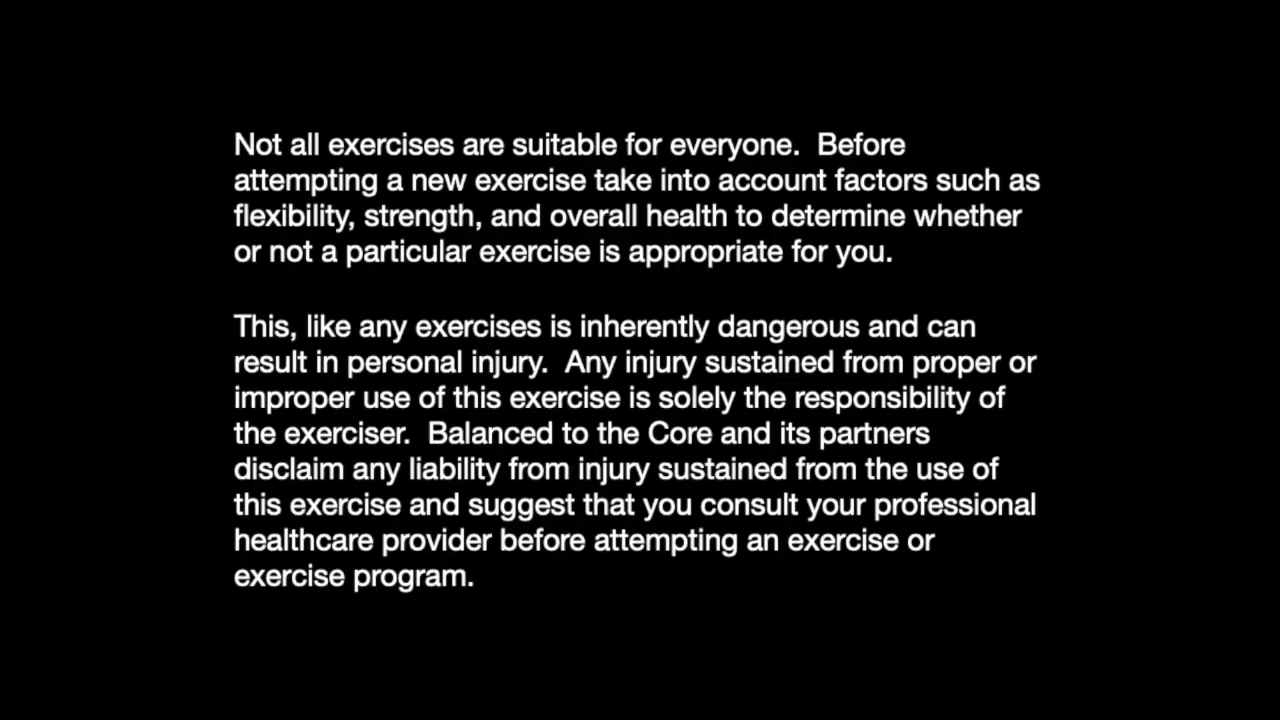 Not all exercises are suitable for everyone.  Before
attempting a new exercise take into account factors such as
flexibility, strength, and overall health to determine whether
or not a particular exercise is appropriate for you.
This, like any exercises is inherently dangerous and can
result in personal injury.  Any injury sustained from proper or
improper use of this exercise is solely the responsibility of
the exerciser.  Balanced to the Core and its partners
disclaim any liability from injury sustained from the use of
this exercise and suggest that you consult your professional
healthcare provider before attempting an exercise or
exercise program.